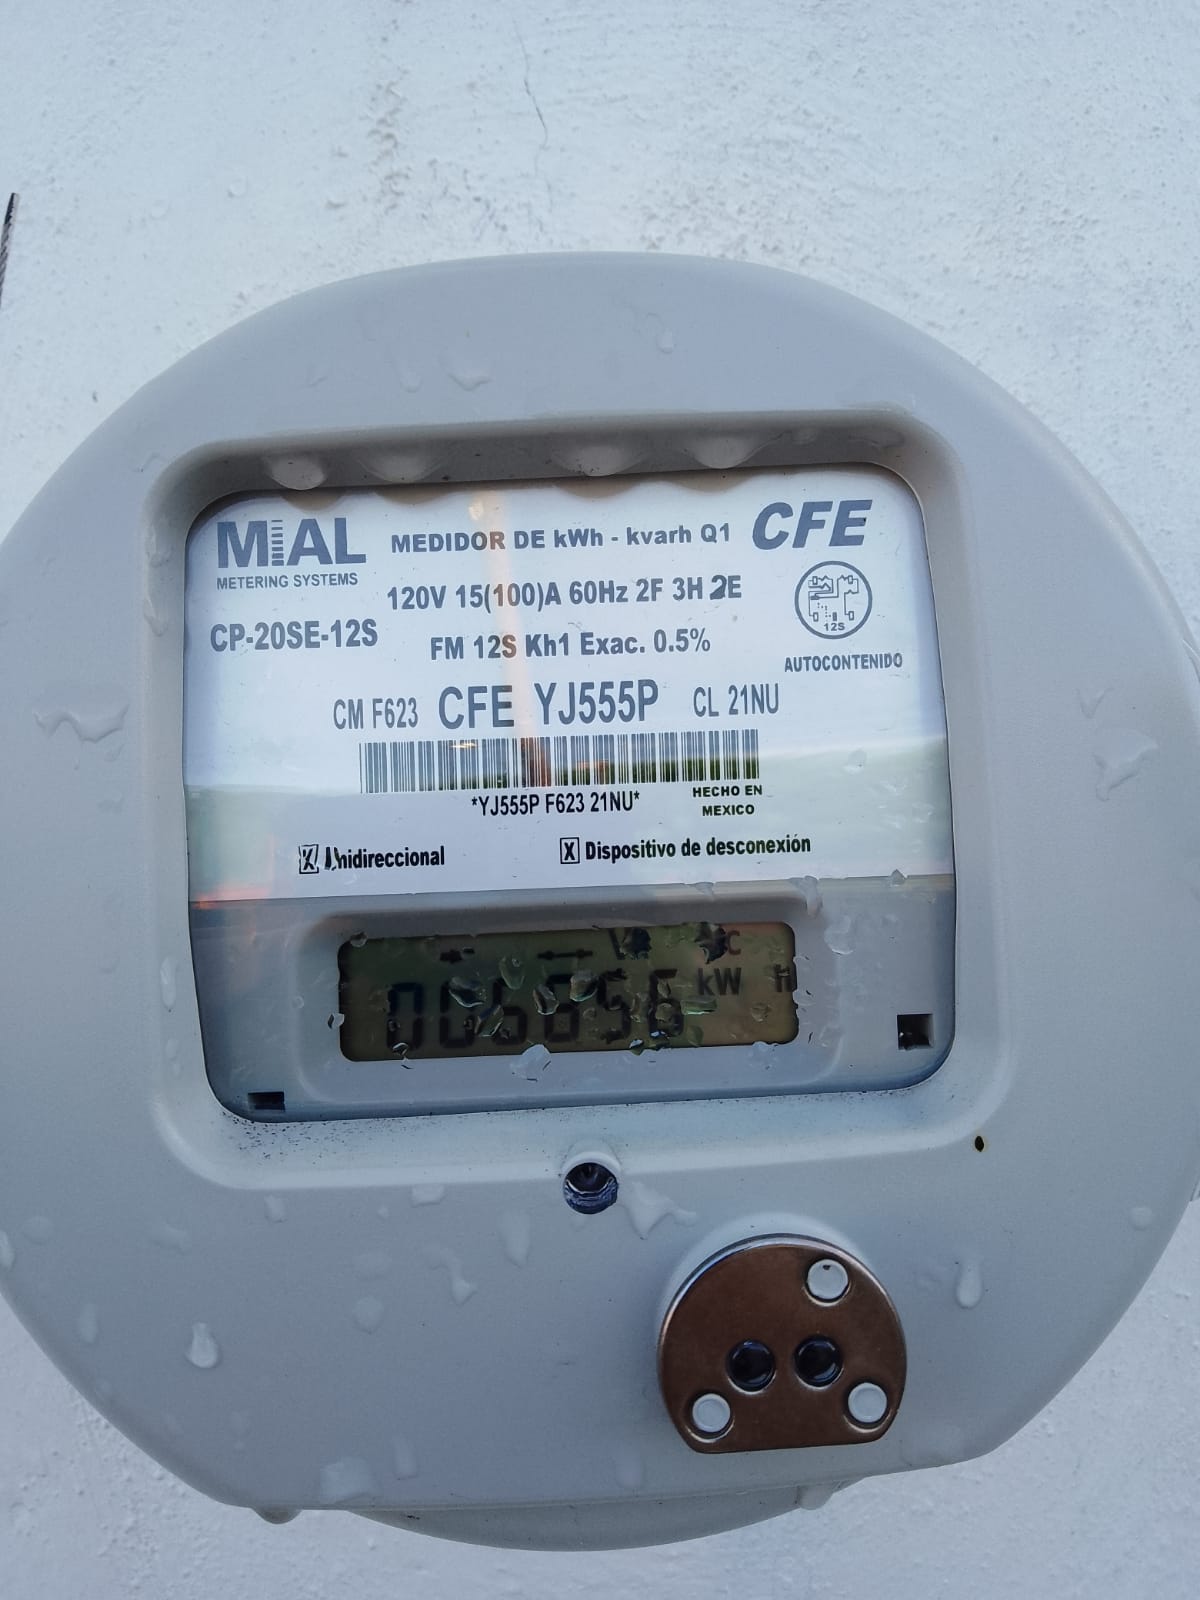 MIAL
METERING SYSTEMS
MEDIDOR DE kWh - kvarh Q1
CFE
120V 15(100)A 60Hz 2F 3H 2E
CP-20SE-12S
FM 12S Kh1 Exac. 0.5%
12S
AUTOCONTENIDO
CM F623 CFE YJ555P CL 21NU
*YJ555P F623 21NU*
HECHO EN
MEXICO
X Unidireccional
X Dispositivo de desconexión
kW h